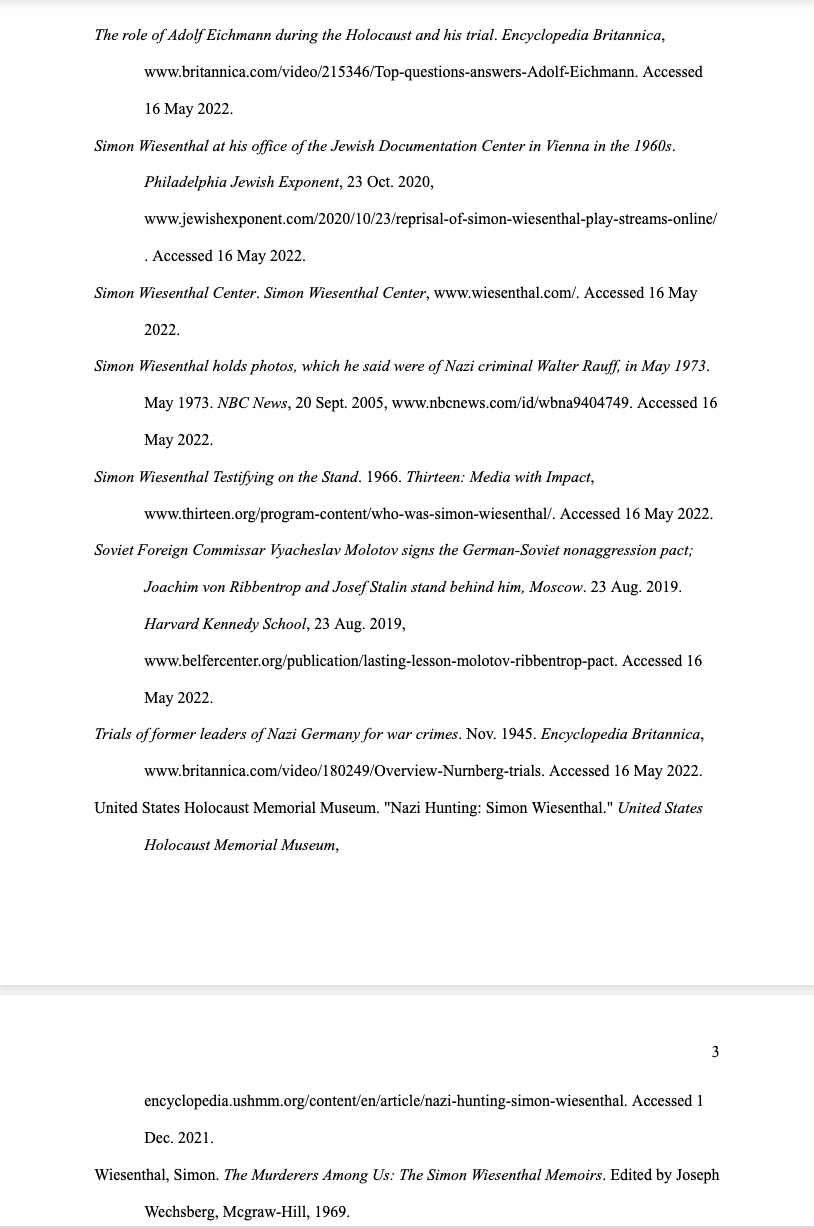 The role of Adolf Eichmann during the Holocaust and his trial. Encyclopedia Britannica,
www.britannica.com/video/215346/Top-questions-answers-Adolf-Eichmann. Accessed
16 May 2022.
Simon Wiesenthal at his office of the Jewish Documentation Center in Vienna in the 1960s.
Philadelphia Jewish Exponent, 23 Oct. 2020,
www.jewishexponent.com/2020/10/23/reprisal-of-simon-wiesenthal-play-streams-online/
. Accessed 16 May 2022.
Simon Wiesenthal Center. Simon Wiesenthal Center, www.wiesenthal.com/. Accessed 16 May
2022.
Simon Wiesenthal holds photos, which he said were of Nazi criminal Walter Rauff, in May 1973.
May 1973. NBC News, 20 Sept. 2005, www.nbcnews.com/id/wbna9404749. Accessed 16
May 2022.
Simon Wiesenthal Testifying on the Stand. 1966. Thirteen: Media with Impact,
www.thirteen.org/program-content/who-was-simon-wiesenthal/. Accessed 16 May 2022.
Soviet Foreign Commissar Vyacheslav Molotov signs the German-Soviet nonaggression pact;
Joachim von Ribbentrop and Josef Stalin stand behind him, Moscow. 23 Aug. 2019.
Harvard Kennedy School, 23 Aug. 2019,
www.belfercenter.org/publication/lasting-lesson-molotov-ribbentrop-pact. Accessed 16
May 2022.
Trials of former leaders of Nazi Germany for war crimes. Nov. 1945. Encyclopedia Britannica,
www.britannica.com/video/180249/Overview-Nurnberg-trials. Accessed 16 May 2022.
United States Holocaust Memorial Museum. "Nazi Hunting: Simon Wiesenthal." United States
Holocaust Memorial Museum,
3
encyclopedia.ushmm.org/content/en/article/nazi-hunting-simon-wiesenthal. Accessed 1
Dec. 2021.
Wiesenthal, Simon. The Murderers Among Us: The Simon Wiesenthal Memoirs. Edited by Joseph
Wechsberg, Mcgraw-Hill, 1969.